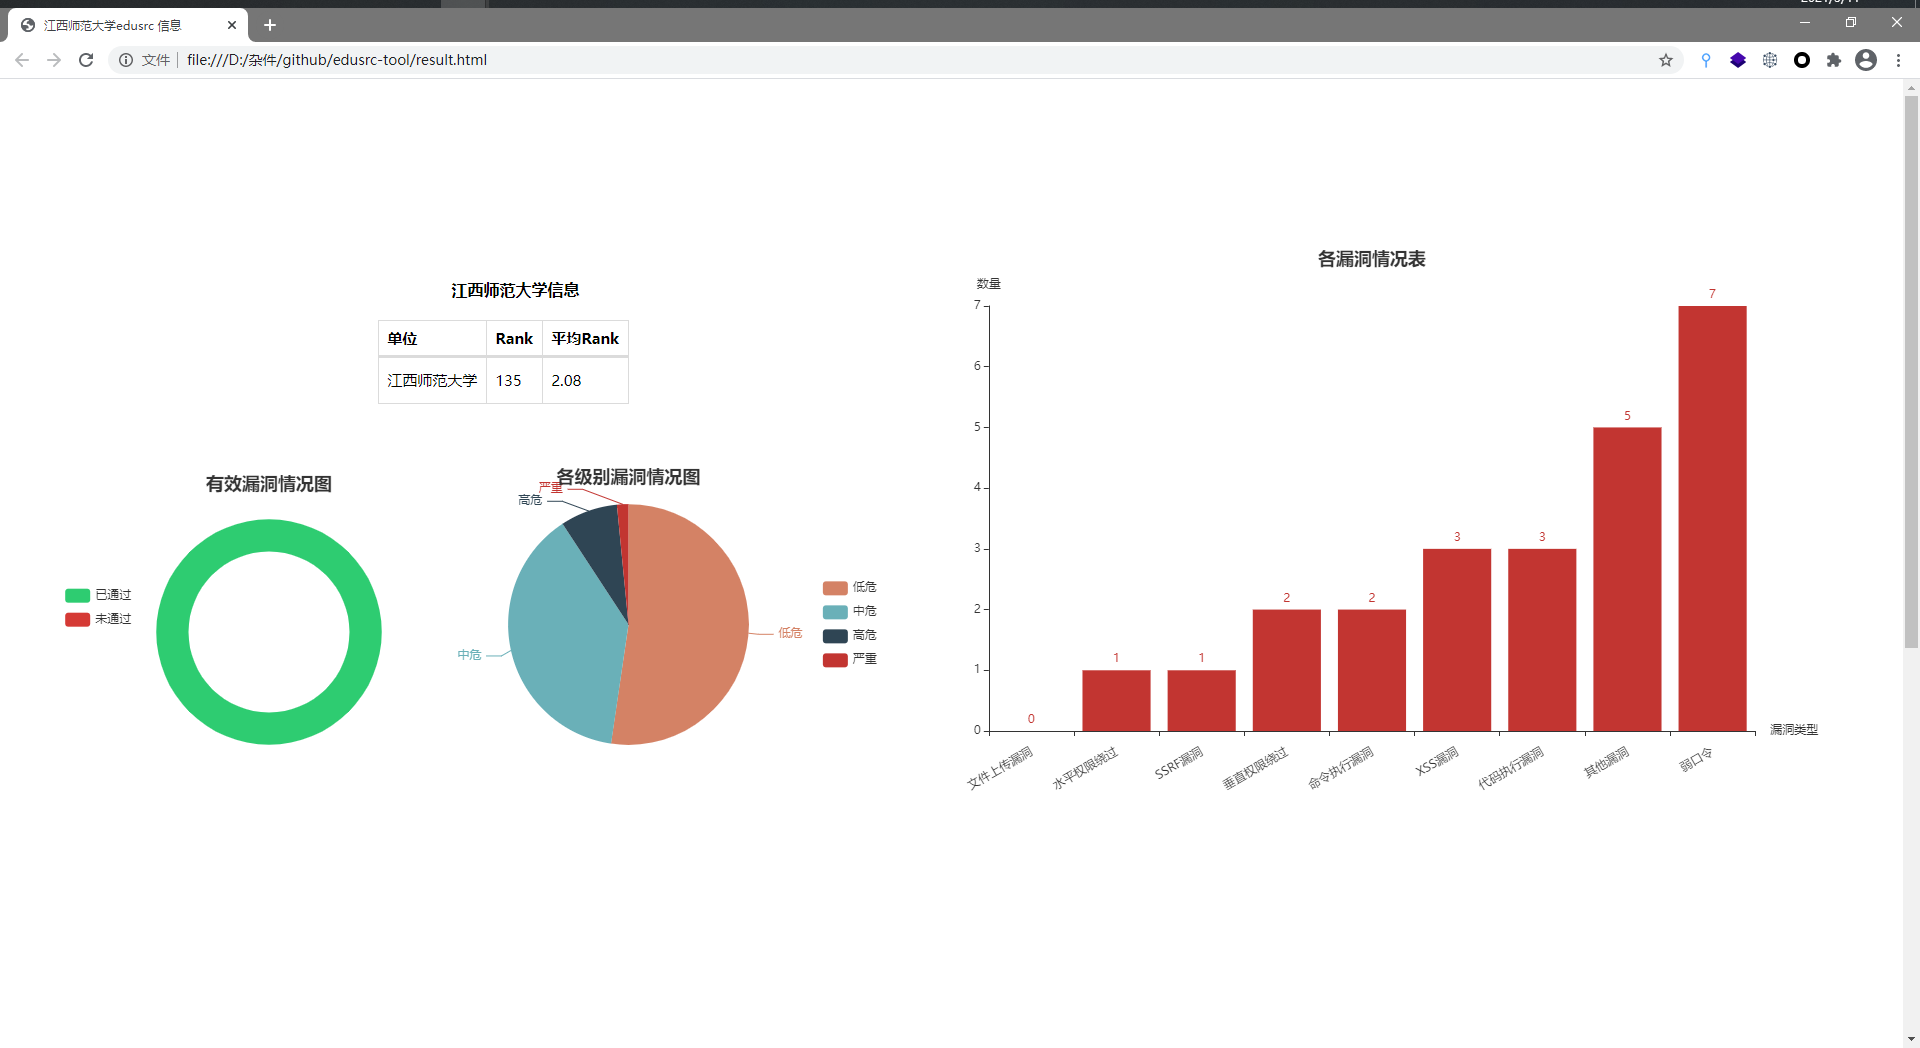 江西师范大学edusrc 信息
文件
file:///D:/杂件/github/edusrc-tool/result.html
江西师范大学信息
单位 Rank 平均Rank
江西师范大学 135 2.08
有效漏洞情况图
已通过
未通过
各级别漏洞情况图
严重
高危
中危
低危
低危
中危
高危
严重
各漏洞情况表
数量
7
6
5
4
3
2
1
0
0
1
1
2
2
3
3
5
7
文件上传漏洞
水平权限绕过
SSRF漏洞
垂直权限绕过
命令执行漏洞
XSS漏洞
代码执行漏洞
其他漏洞
弱口令
漏洞类型